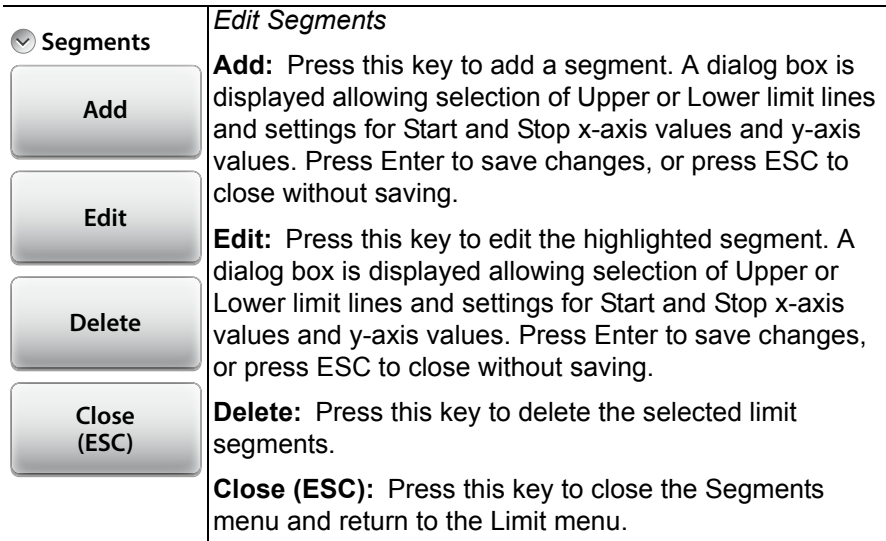 Segments
Add
Edit
Delete
Close
(ESC)
Edit Segments
Add: Press this key to add a segment. A dialog box is
displayed allowing selection of Upper or Lower limit lines
and settings for Start and Stop x-axis values and y-axis
values. Press Enter to save changes, or press ESC to
close without saving.
Edit: Press this key to edit the highlighted segment. A
dialog box is displayed allowing selection of Upper or
Lower limit lines and settings for Start and Stop x-axis
values and y-axis values. Press Enter to save changes,
or press ESC to close without saving.
Delete: Press this key to delete the selected limit
segments.
Close (ESC): Press this key to close the Segments
menu and return to the Limit menu.